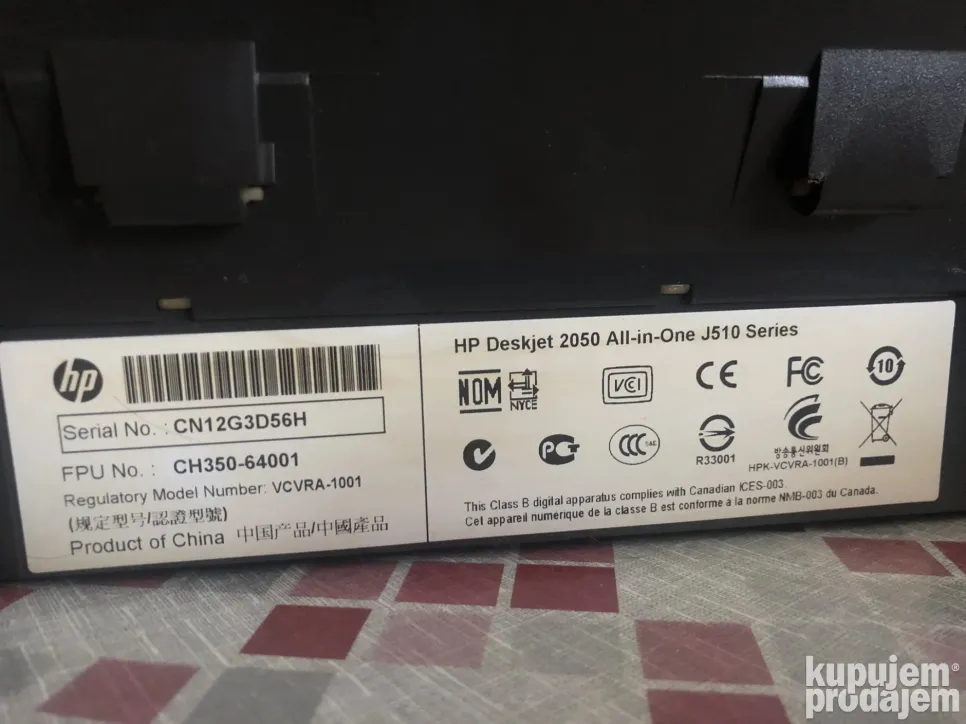 hp
Serial No. : CN12G3D56H
FPU No. : CH350-64001
Regulatory Model Number: VCVRA-1001
(规定型号/認證型號)
Product of China 中国产品/中國產品
HP Deskjet 2050 All-in-One J510 Series
NOM NYCE VCI CE FC 10
PCT CCC S&E R33001 방송통신위원회
HPK-VCVRA-1001(B)
This Class B digital apparatus complies with Canadian ICES-003.
Cet appareil numérique de la classe B est conforme à la norme NMB-003 du Canada.
kupujem®
prodajem